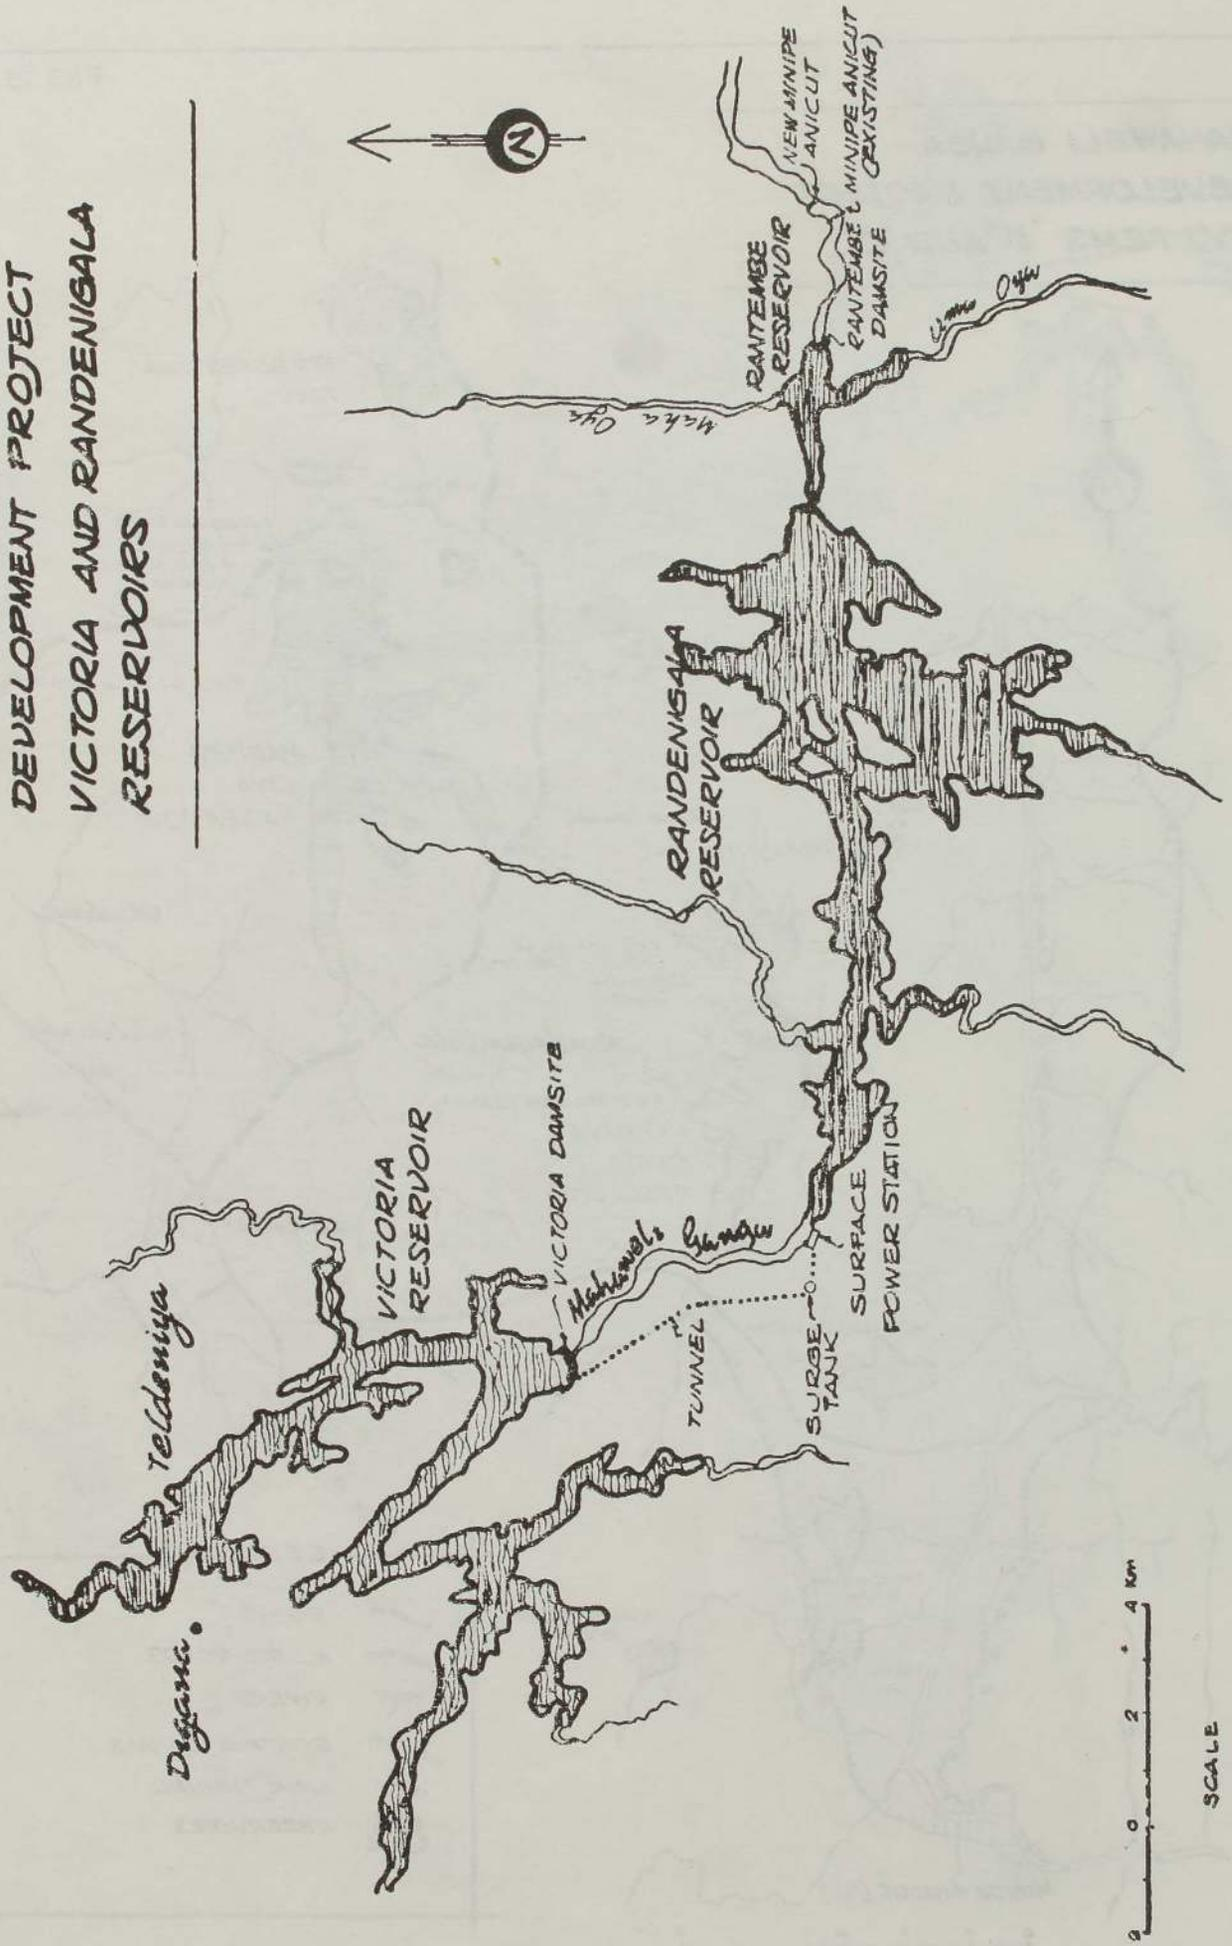 DEVELOPMENT PROJECT
VICTORIA AND RANDENIGALA
RESERVOIRS
N
Teldeniya
Digana
VICTORIA
RESERVOIR
VICTORIA DAMSITE
Mahaweli Ganga
TUNNEL
SURGE
TANK
SURFACE
POWER STATION
RANDENIGALA
RESERVOIR
Maha Oya
RANTEMBE
RESERVOIR
NEW MINIPE
ANICUT
RANTEMBE & MINIPE ANICUT
DAMSITE (EXISTING)
Uma Oya
2 0 2 4 Km
SCALE